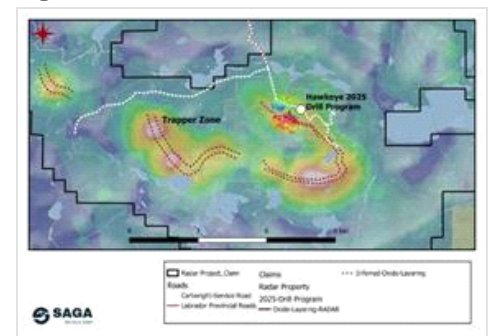 Hawkeye 2025
Drill Program
Trapper Zone
Radar Project, Claim
Roads
Cartwright-Service Road
Labrador Provincial Roads
Claims
Radar Property
2025-Drill Program
Oxide-Layering-RADAR
Inferred Oxide-Layering
SAGA